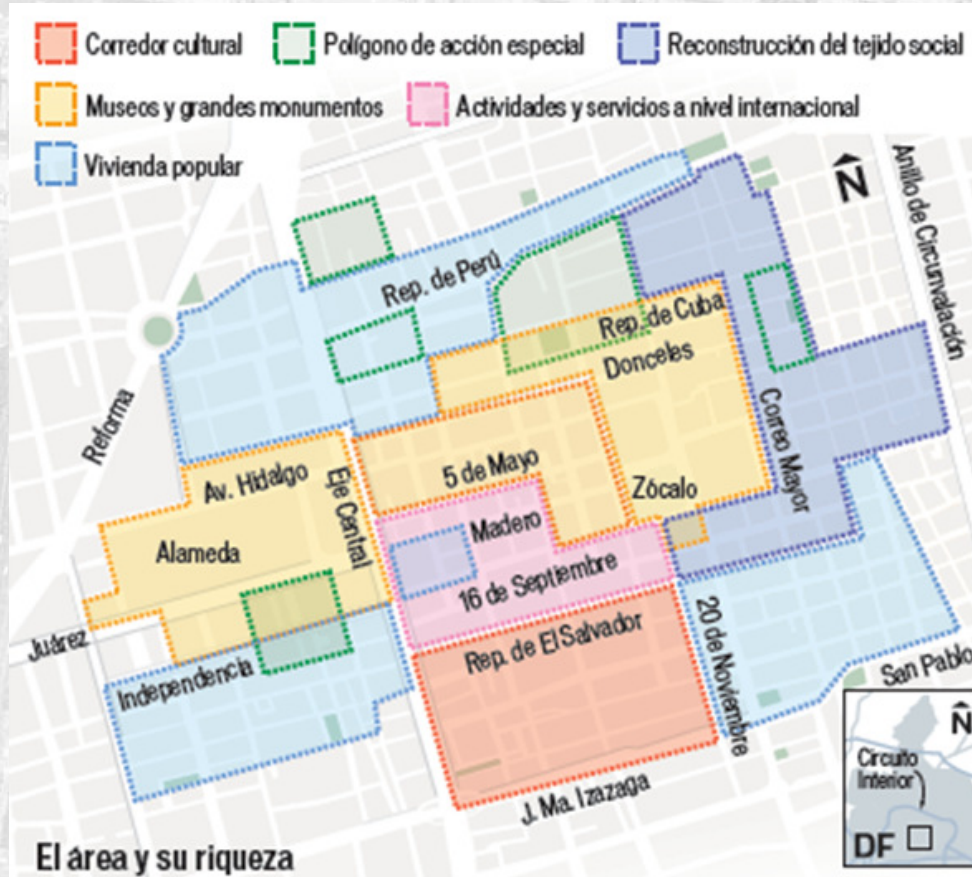 Corredor cultural
Polígono de acción especial
Reconstrucción del tejido social
Museos y grandes monumentos
Actividades y servicios a nivel internacional
Vivienda popular
N
Anillo de Circunvalación
Rep. de Perú
Rep. de Cuba
Donceles
Reforma
Correo Mayor
5 de Mayo
Av. Hidalgo
Eje Central
Zócalo
Madero
Alameda
16 de Septiembre
Juárez
Rep. de El Salvador
20 de Noviembre
Independencia
San Pablo
J. Ma. Izazaga
N
Circuito
Interior
DF
El área y su riqueza